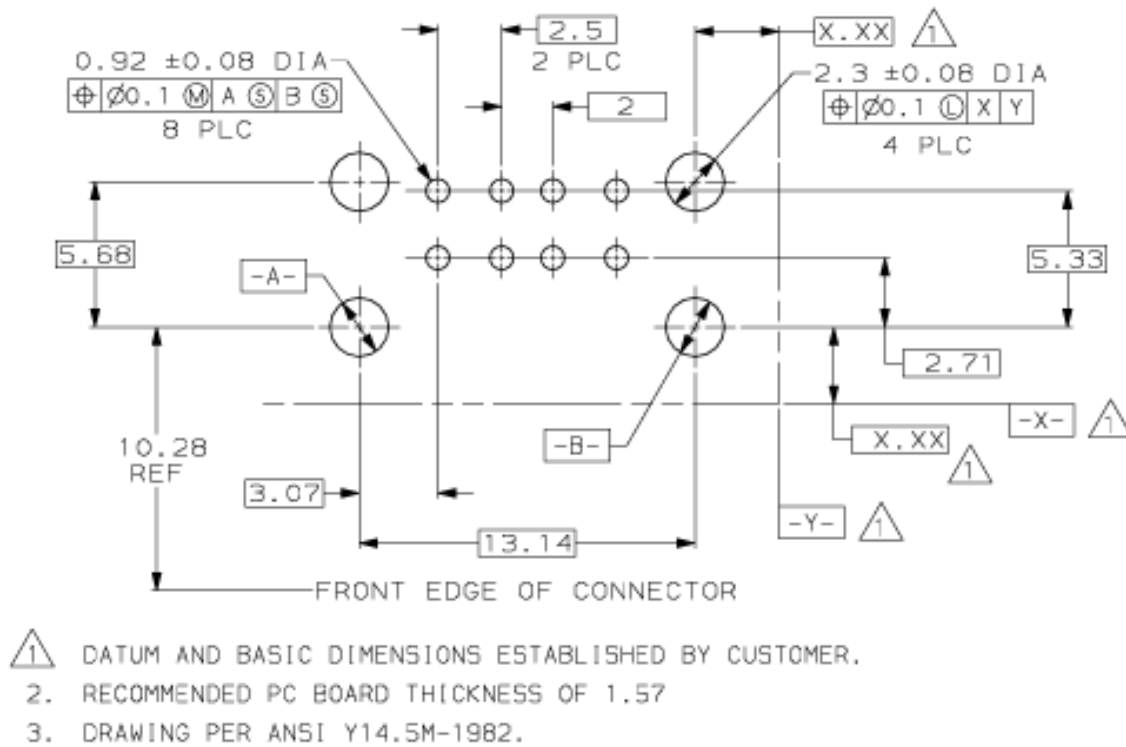 2.5
2 PLC
X.XX 1
0.92 ±0.08 DIA
⌖ Ø0.1 Ⓜ A Ⓢ B Ⓢ
8 PLC
2
2.3 ±0.08 DIA
⌖ Ø0.1 Ⓛ X Y
4 PLC
5.68
5.33
-A-
2.71
-X- 1
10.28
REF
-B-
X.XX
1
3.07
-Y- 1
13.14
FRONT EDGE OF CONNECTOR
1 DATUM AND BASIC DIMENSIONS ESTABLISHED BY CUSTOMER.
2. RECOMMENDED PC BOARD THICKNESS OF 1.57
3. DRAWING PER ANSI Y14.5M-1982.